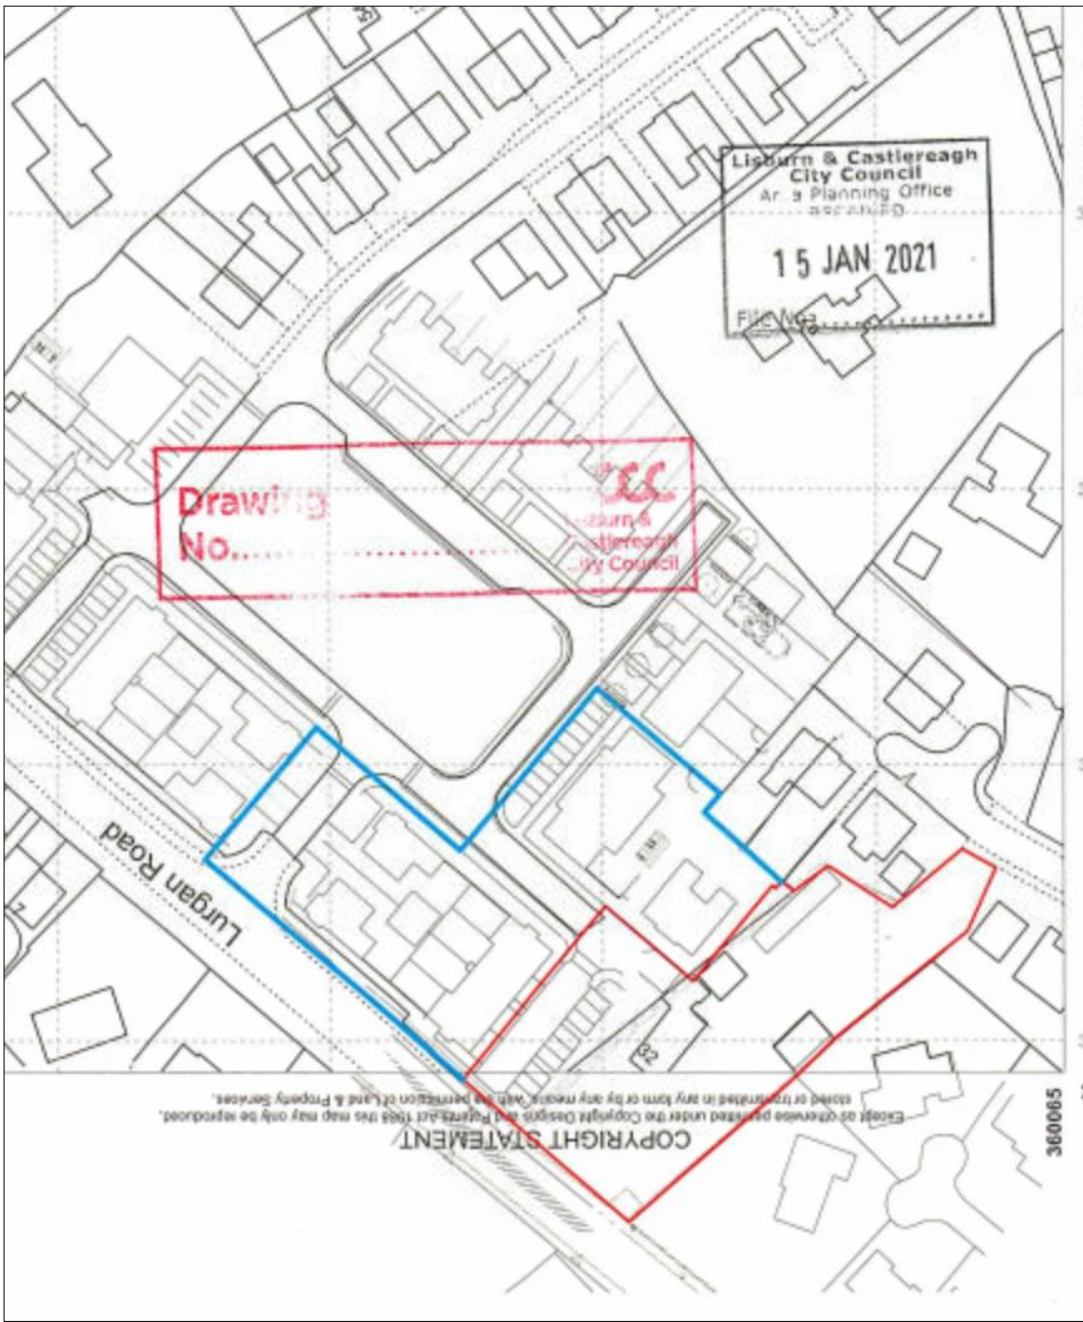 Lisburn & Castlereagh
City Council
Planning Office
15 JAN 2021
File No.
Drawing
No.
Lisburn &
Castlereagh
City Council
Lurgan Road
32
COPYRIGHT STATEMENT
Except as otherwise permitted under the Copyright Designs and Patents Act 1988 this map may only be reproduced,
stored or transmitted in any form or by any means, with the permission of Land & Property Services.
360065